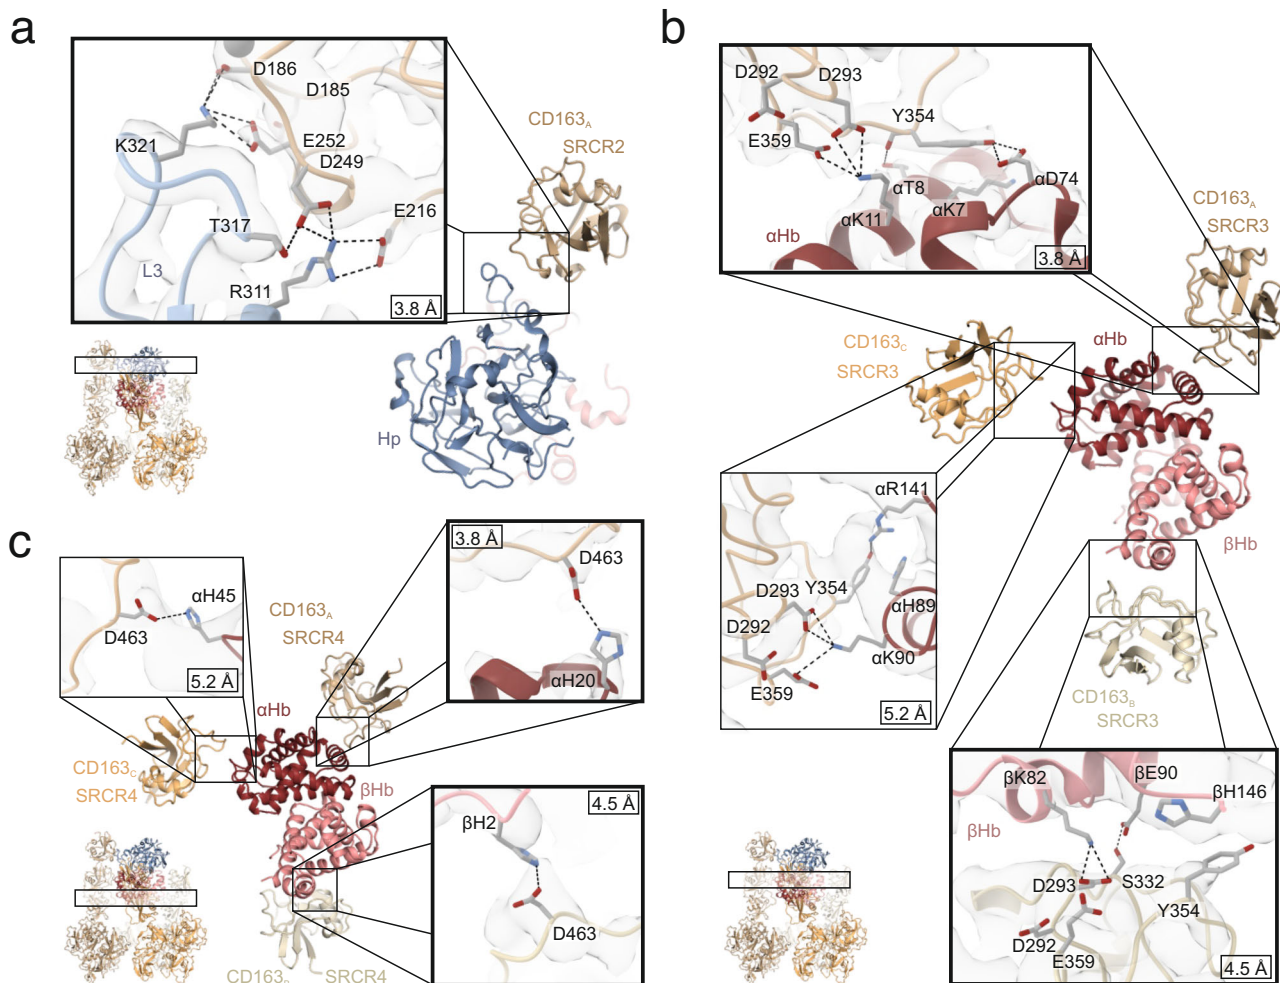 a
D186
D185
CD163A
SRCR2
K321
E252
D249
T317
E216
L3
R311
3.8 Å
Hp
b
D292
D293
Y354
E359
αT8
αD74
αK11
αK7
αHb
3.8 Å
CD163A
SRCR3
CD163C
SRCR3
αHb
αR141
D293
Y354
D292
αH89
αK90
E359
5.2 Å
βHb
CD163B
SRCR3
βK82
βE90
βH146
βHb
D293
S332
Y354
D292
E359
4.5 Å
c
αH45
D463
5.2 Å
3.8 Å
D463
αH20
CD163A
SRCR4
αHb
CD163C
SRCR4
βHb
4.5 Å
βH2
D463
CD163
SRCR4